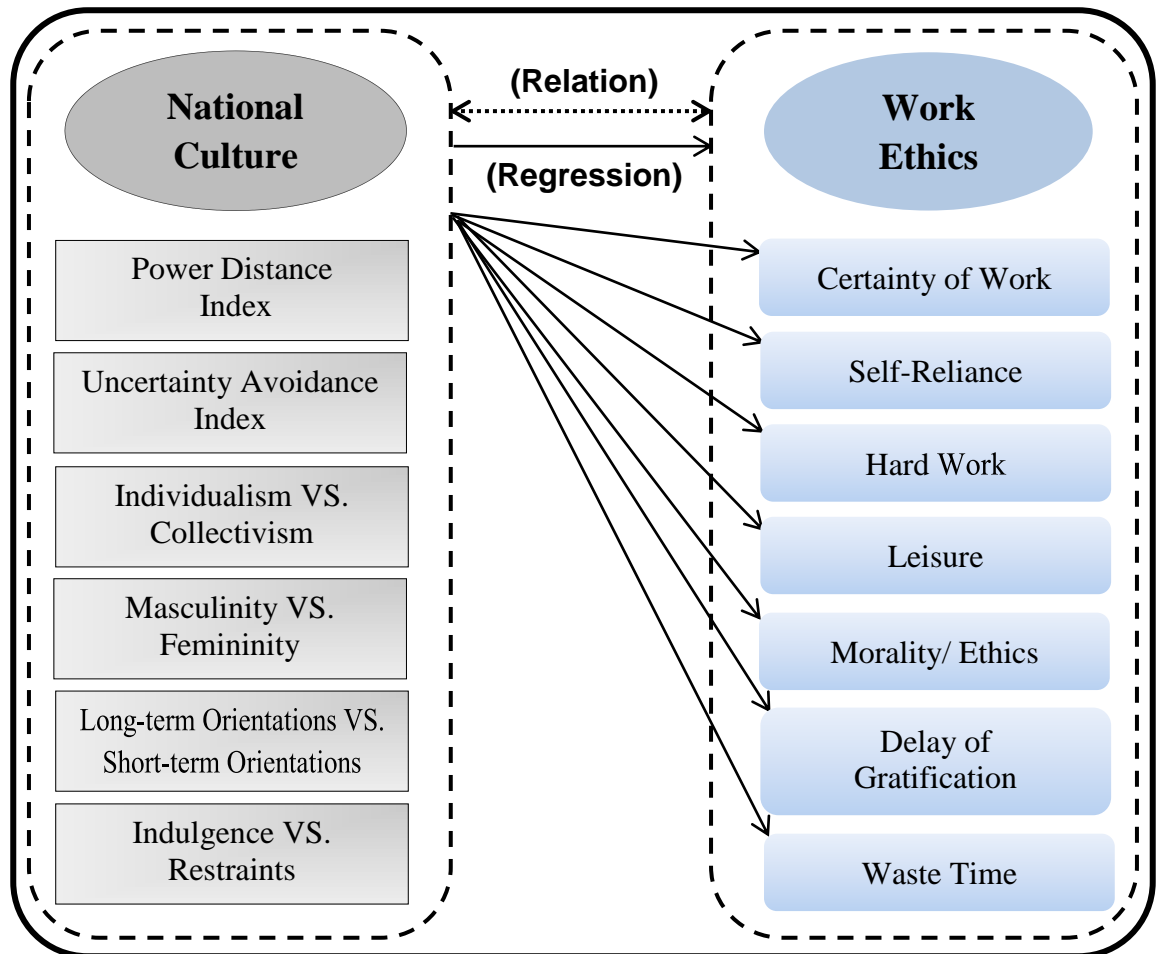 National
Culture
(Relation)
(Regression)
Work
Ethics
Power Distance
Index
Uncertainty Avoidance
Index
Individualism VS.
Collectivism
Masculinity VS.
Femininity
Long-term Orientations VS.
Short-term Orientations
Indulgence VS.
Restraints
Certainty of Work
Self-Reliance
Hard Work
Leisure
Morality/ Ethics
Delay of
Gratification
Waste Time